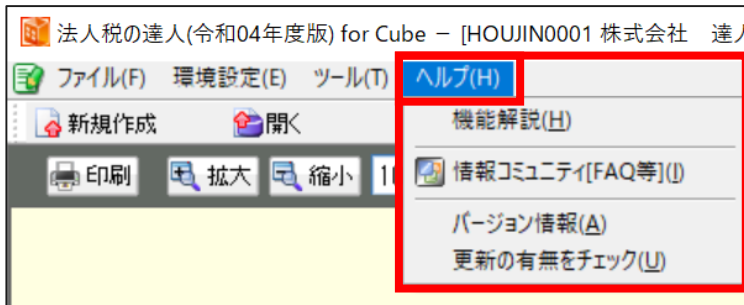 法人税の達人(令和04年度版) for Cube － [HOUJIN0001 株式会社　達
ファイル(F) 環境設定(E) ツール(T) ヘルプ(H)
新規作成 開く
機能解説(H)
印刷 拡大 縮小
情報コミュニティ[FAQ等](I)
バージョン情報(A)
更新の有無をチェック(U)